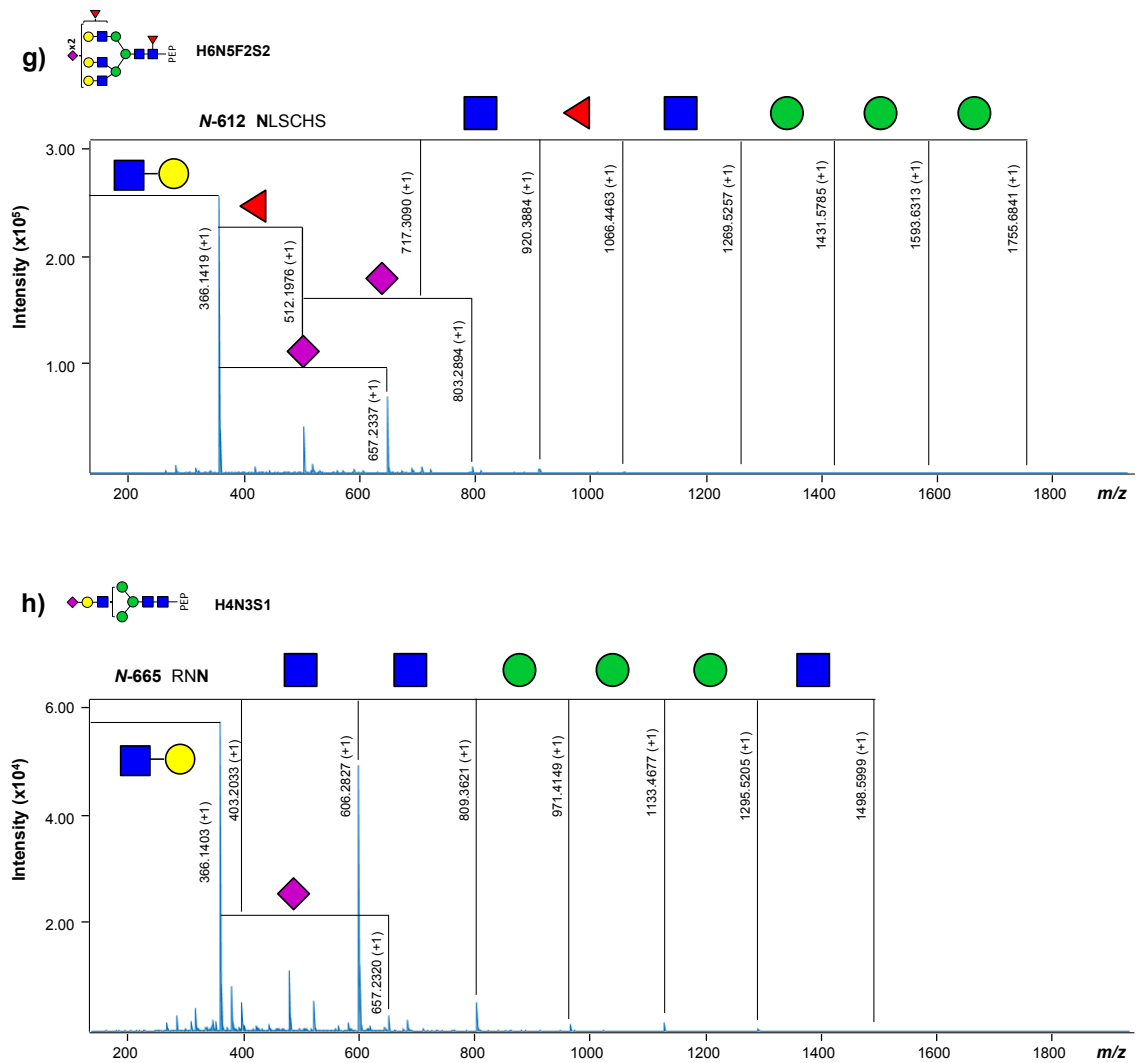 g)
x2
PEP
H6N5F2S2
N-612 NLSCHS
3.00
2.00
1.00
Intensity (x10⁵)
366.1419 (+1)
512.1976 (+1)
657.2337 (+1)
717.3090 (+1)
803.2894 (+1)
920.3884 (+1)
1066.4463 (+1)
1269.5257 (+1)
1431.5785 (+1)
1593.6313 (+1)
1755.6841 (+1)
200 400 600 800 1000 1200 1400 1600 1800 m/z
h)
PEP
H4N3S1
N-665 RNN
6.00
4.00
2.00
Intensity (x10⁴)
366.1403 (+1)
403.2033 (+1)
606.2827 (+1)
657.2320 (+1)
809.3621 (+1)
971.4149 (+1)
1133.4677 (+1)
1295.5205 (+1)
1498.5999 (+1)
200 400 600 800 1000 1200 1400 1600 1800 m/z